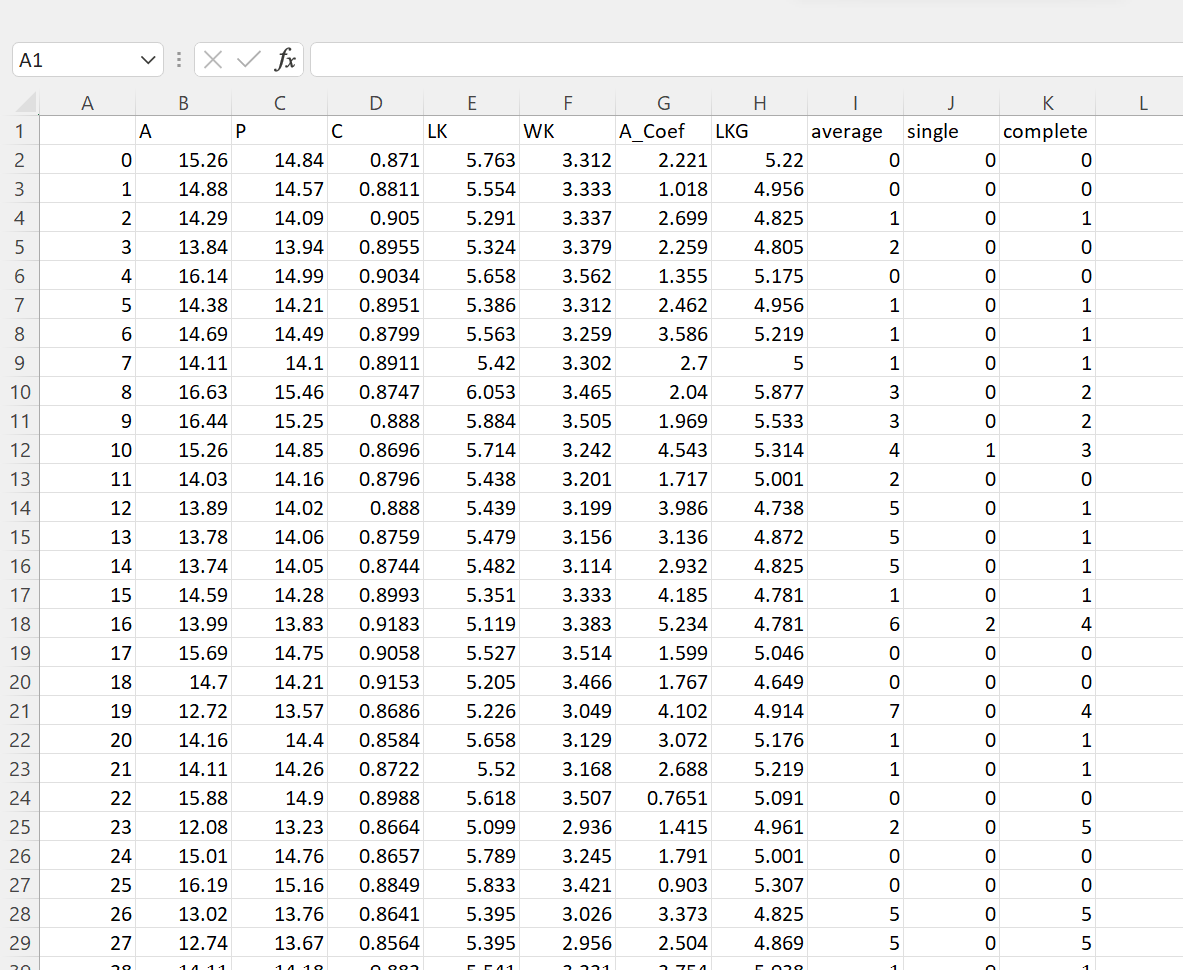 A1 fx
A B C D E F G H I J K L
1 A P C LK WK A_Coef LKG average single complete
2 0 15.26 14.84 0.871 5.763 3.312 2.221 5.22 0 0 0
3 1 14.88 14.57 0.8811 5.554 3.333 1.018 4.956 0 0 0
4 2 14.29 14.09 0.905 5.291 3.337 2.699 4.825 1 0 1
5 3 13.84 13.94 0.8955 5.324 3.379 2.259 4.805 2 0 0
6 4 16.14 14.99 0.9034 5.658 3.562 1.355 5.175 0 0 0
7 5 14.38 14.21 0.8951 5.386 3.312 2.462 4.956 1 0 1
8 6 14.69 14.49 0.8799 5.563 3.259 3.586 5.219 1 0 1
9 7 14.11 14.1 0.8911 5.42 3.302 2.7 5 1 0 1
10 8 16.63 15.46 0.8747 6.053 3.465 2.04 5.877 3 0 2
11 9 16.44 15.25 0.888 5.884 3.505 1.969 5.533 3 0 2
12 10 15.26 14.85 0.8696 5.714 3.242 4.543 5.314 4 1 3
13 11 14.03 14.16 0.8796 5.438 3.201 1.717 5.001 2 0 0
14 12 13.89 14.02 0.888 5.439 3.199 3.986 4.738 5 0 1
15 13 13.78 14.06 0.8759 5.479 3.156 3.136 4.872 5 0 1
16 14 13.74 14.05 0.8744 5.482 3.114 2.932 4.825 5 0 1
17 15 14.59 14.28 0.8993 5.351 3.333 4.185 4.781 1 0 1
18 16 13.99 13.83 0.9183 5.119 3.383 5.234 4.781 6 2 4
19 17 15.69 14.75 0.9058 5.527 3.514 1.599 5.046 0 0 0
20 18 14.7 14.21 0.9153 5.205 3.466 1.767 4.649 0 0 0
21 19 12.72 13.57 0.8686 5.226 3.049 4.102 4.914 7 0 4
22 20 14.16 14.4 0.8584 5.658 3.129 3.072 5.176 1 0 1
23 21 14.11 14.26 0.8722 5.52 3.168 2.688 5.219 1 0 1
24 22 15.88 14.9 0.8988 5.618 3.507 0.7651 5.091 0 0 0
25 23 12.08 13.23 0.8664 5.099 2.936 1.415 4.961 2 0 5
26 24 15.01 14.76 0.8657 5.789 3.245 1.791 5.001 0 0 0
27 25 16.19 15.16 0.8849 5.833 3.421 0.903 5.307 0 0 0
28 26 13.02 13.76 0.8641 5.395 3.026 3.373 4.825 5 0 5
29 27 12.74 13.67 0.8564 5.395 2.956 2.504 4.869 5 0 5